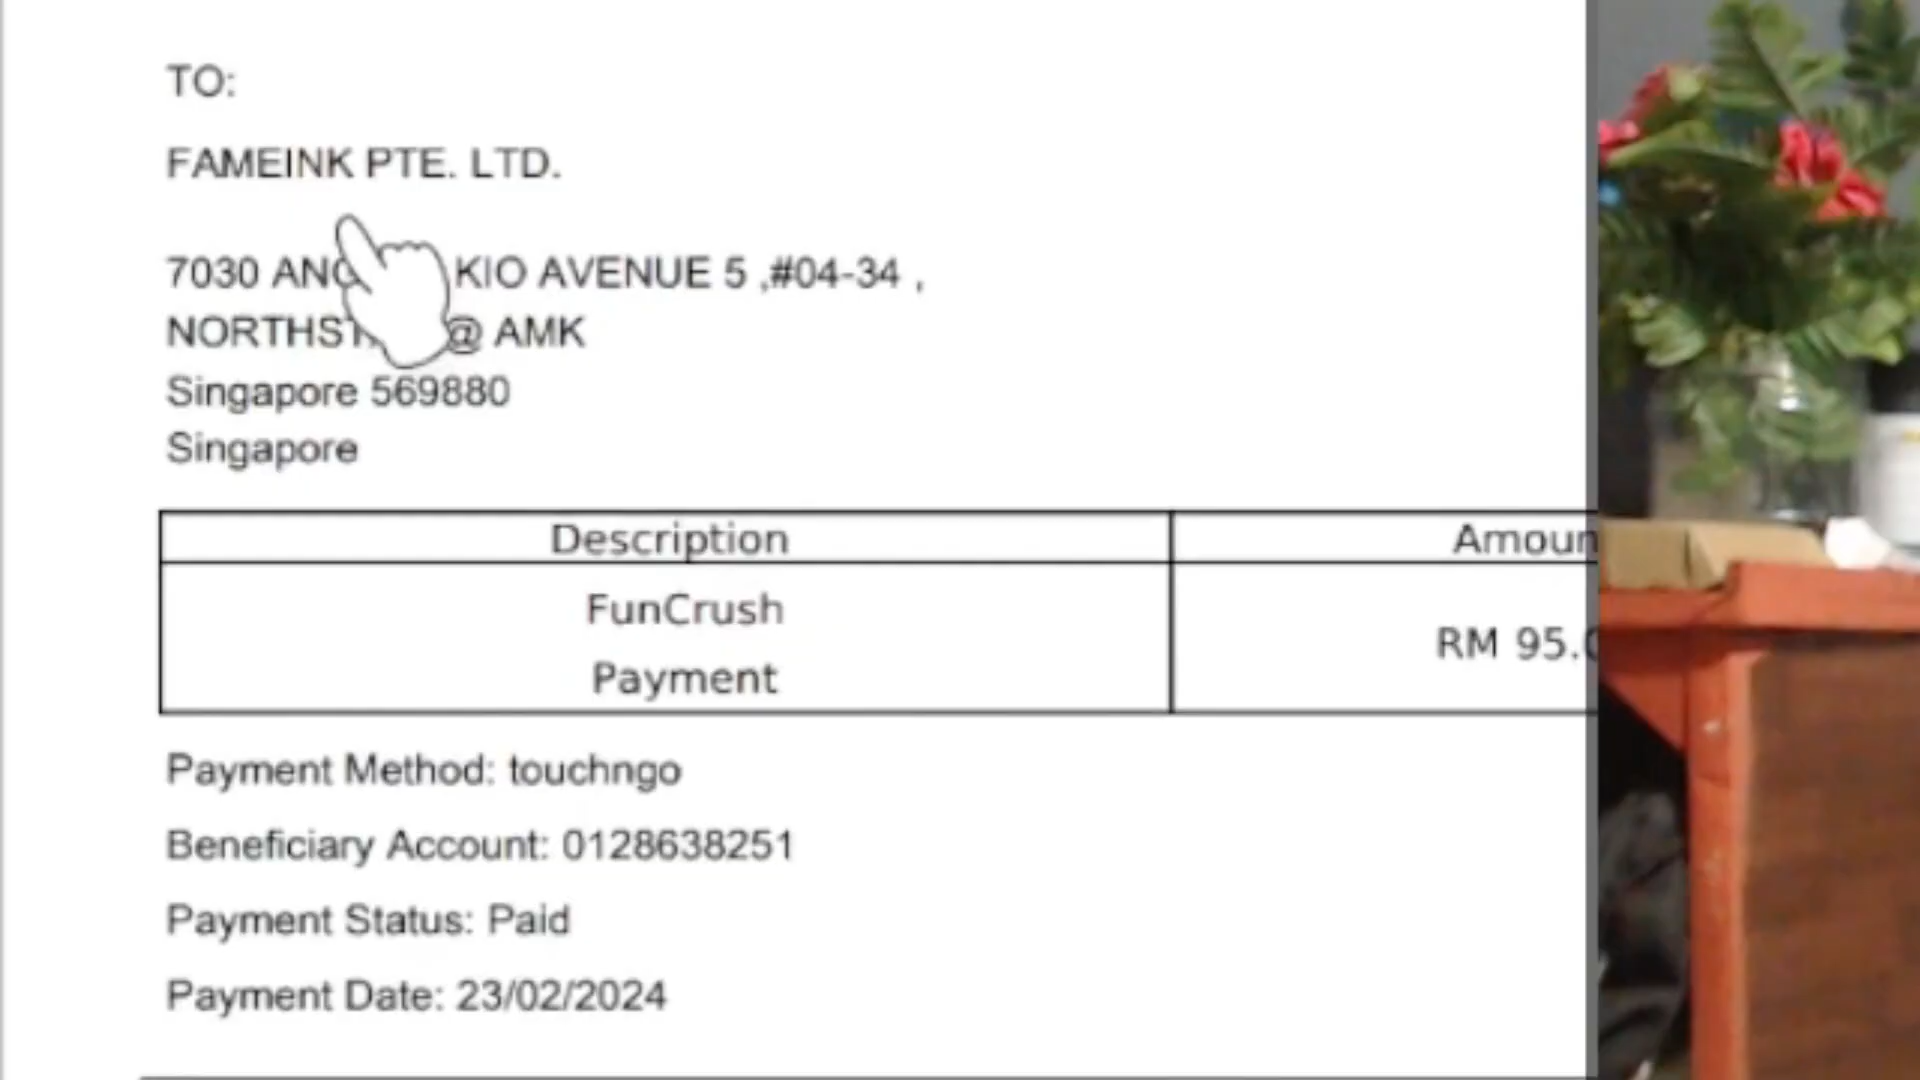 TO:
FAMEINK PTE. LTD.
7030 KIO AVENUE 5 ,#04-34 ,
@ AMK
Singapore 569880
Singapore
Description
FunCrush
Payment
RM 95.
Payment Method: touchngo
Beneficiary Account: 0128638251
Payment Status: Paid
Payment Date: 23/02/2024